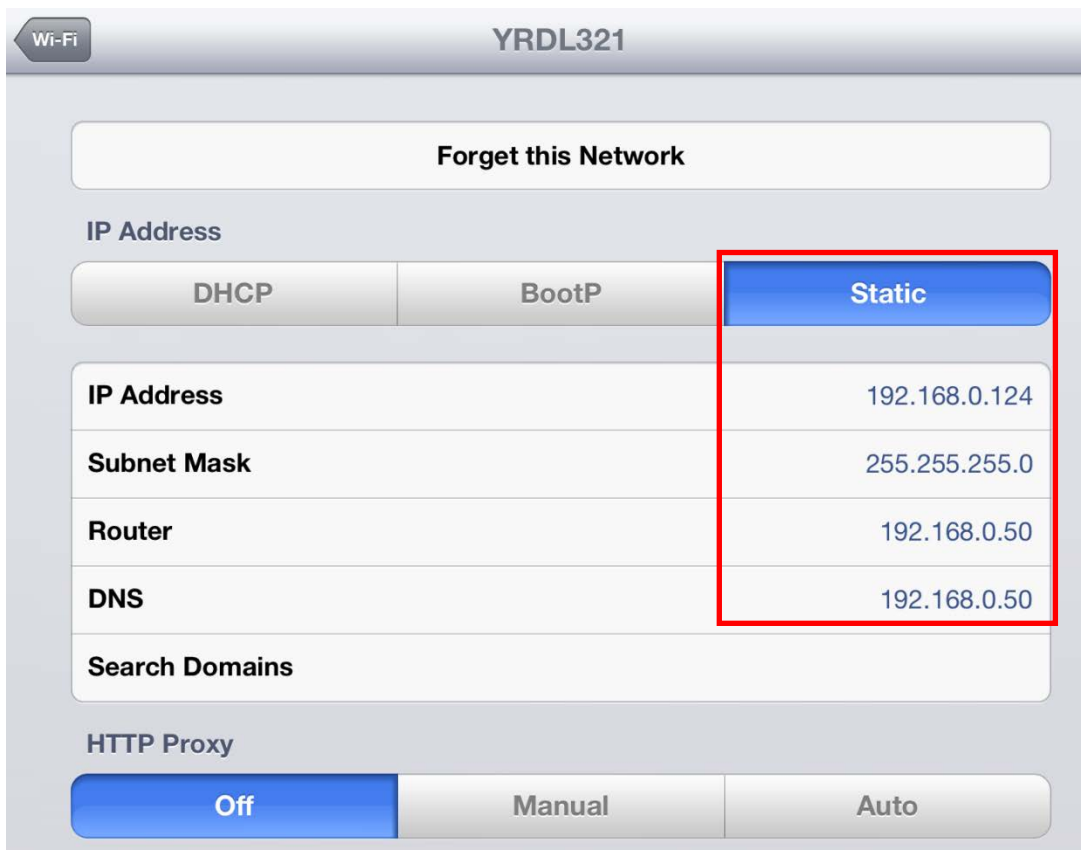 Wi-Fi YRDL321
Forget this Network
IP Address
DHCP BootP Static
IP Address 192.168.0.124
Subnet Mask 255.255.255.0
Router 192.168.0.50
DNS 192.168.0.50
Search Domains
HTTP Proxy
Off Manual Auto